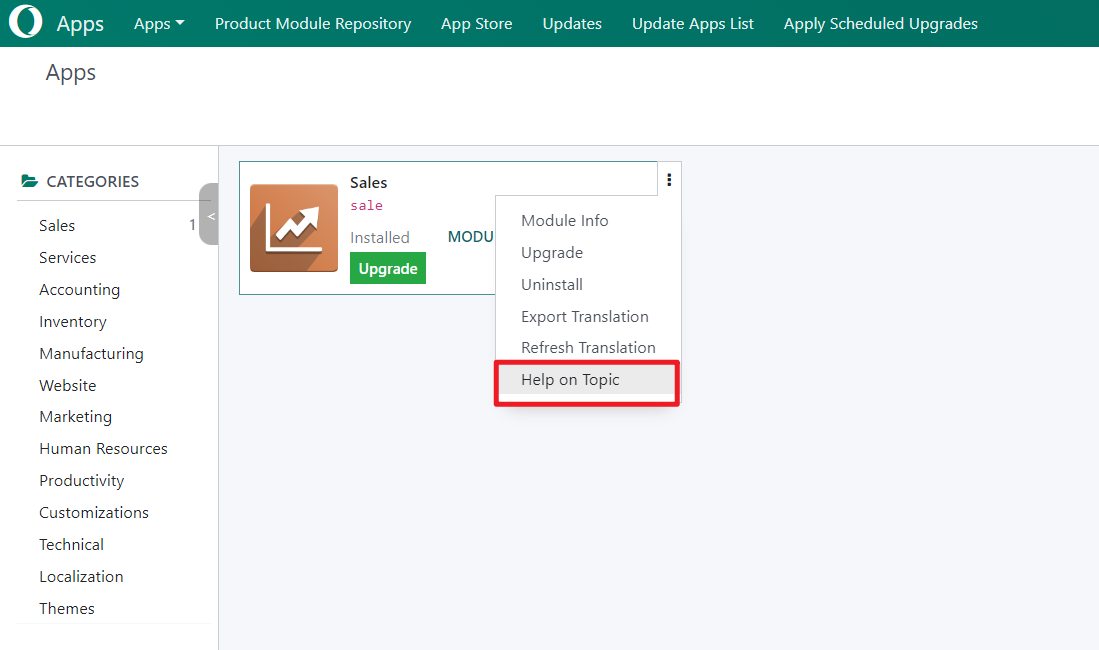 Apps Apps Product Module Repository App Store Updates Update Apps List Apply Scheduled Upgrades
Apps
CATEGORIES
Sales 1
Services
Accounting
Inventory
Manufacturing
Website
Marketing
Human Resources
Productivity
Customizations
Technical
Localization
Themes
<
Sales
sale
Installed MODU
Upgrade
Module Info
Upgrade
Uninstall
Export Translation
Refresh Translation
Help on Topic